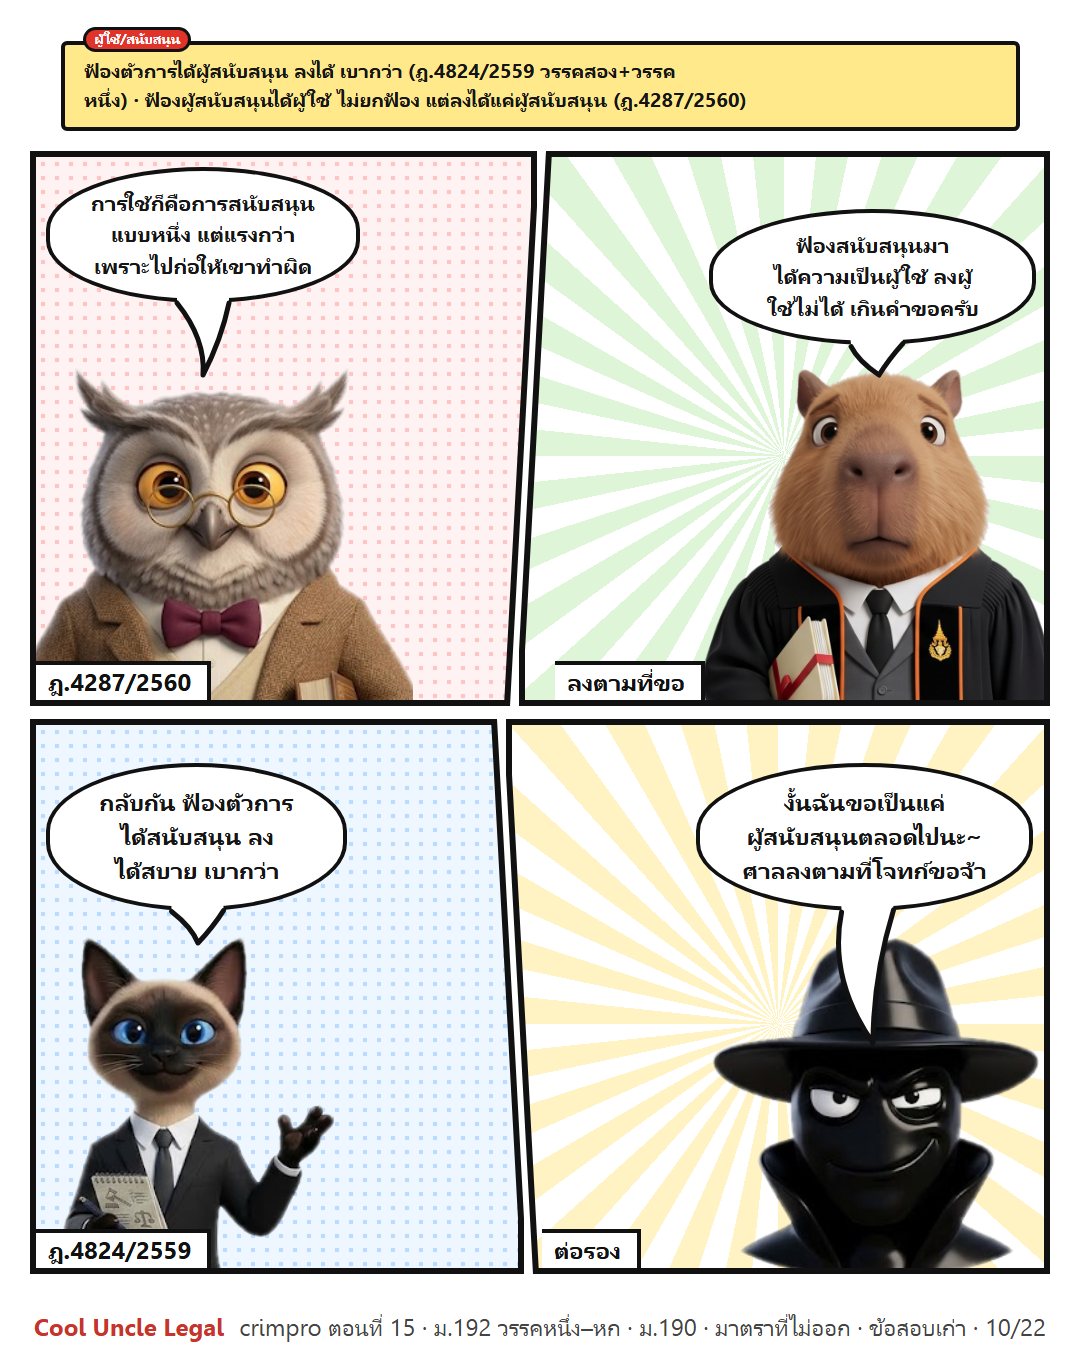 ผู้ใช้/สนับสนุน
ฟ้องตัวการได้ผู้สนับสนุน ลงได้ เบากว่า (ฎ.4824/2559 วรรคสอง+วรรค
หนึ่ง) · ฟ้องผู้สนับสนุนได้ผู้ใช้ ไม่ยกฟ้อง แต่ลงได้แค่ผู้สนับสนุน (ฎ.4287/2560)
การใช้ก็คือการสนับสนุน
แบบหนึ่ง แต่แรงกว่า
เพราะไปก่อให้เขาทำผิด
ฎ.4287/2560
ฟ้องสนับสนุนมา
ได้ความเป็นผู้ใช้ ลงผู้
ใช้ไม่ได้ เกินคำขอครับ
ลงตามที่ขอ
กลับกัน ฟ้องตัวการ
ได้สนับสนุน ลง
ได้สบาย เบากว่า
ฎ.4824/2559
งั้นฉันขอเป็นแค่
ผู้สนับสนุนตลอดไปนะ~
ศาลลงตามที่โจทก์ขอจ้า
ต่อรอง
Cool Uncle Legal crimpro ตอนที่ 15 · ม.192 วรรคหนึ่ง–หก · ม.190 · มาตราที่ไม่ออก · ข้อสอบเก่า · 10/22